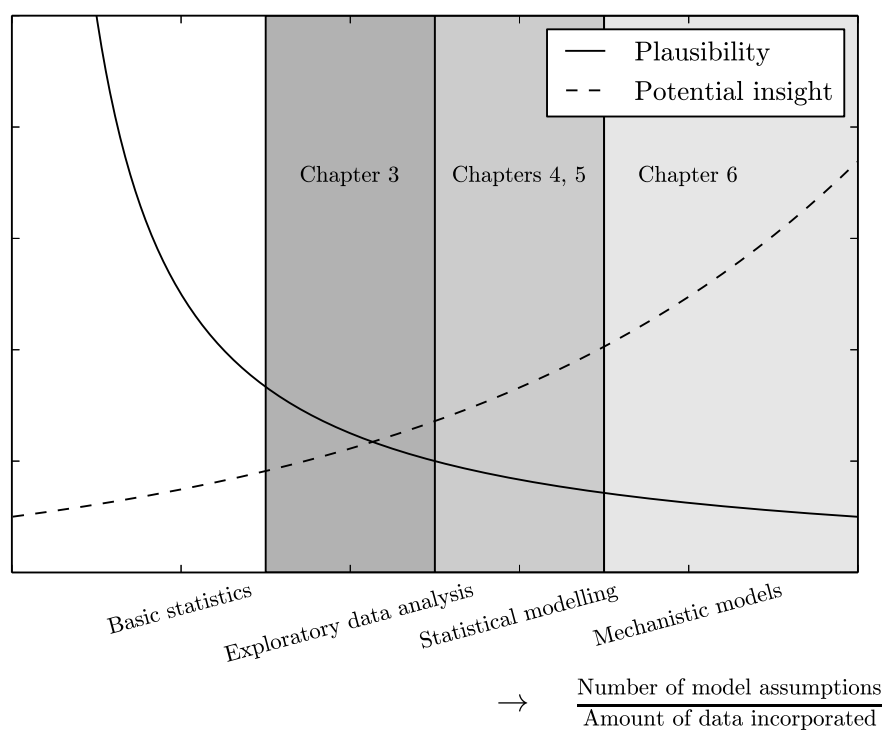 Plausibility
Potential insight
Chapter 3
Chapters 4, 5
Chapter 6
Basic statistics
Exploratory data analysis
Statistical modelling
Mechanistic models
→ Number of model assumptions
Amount of data incorporated